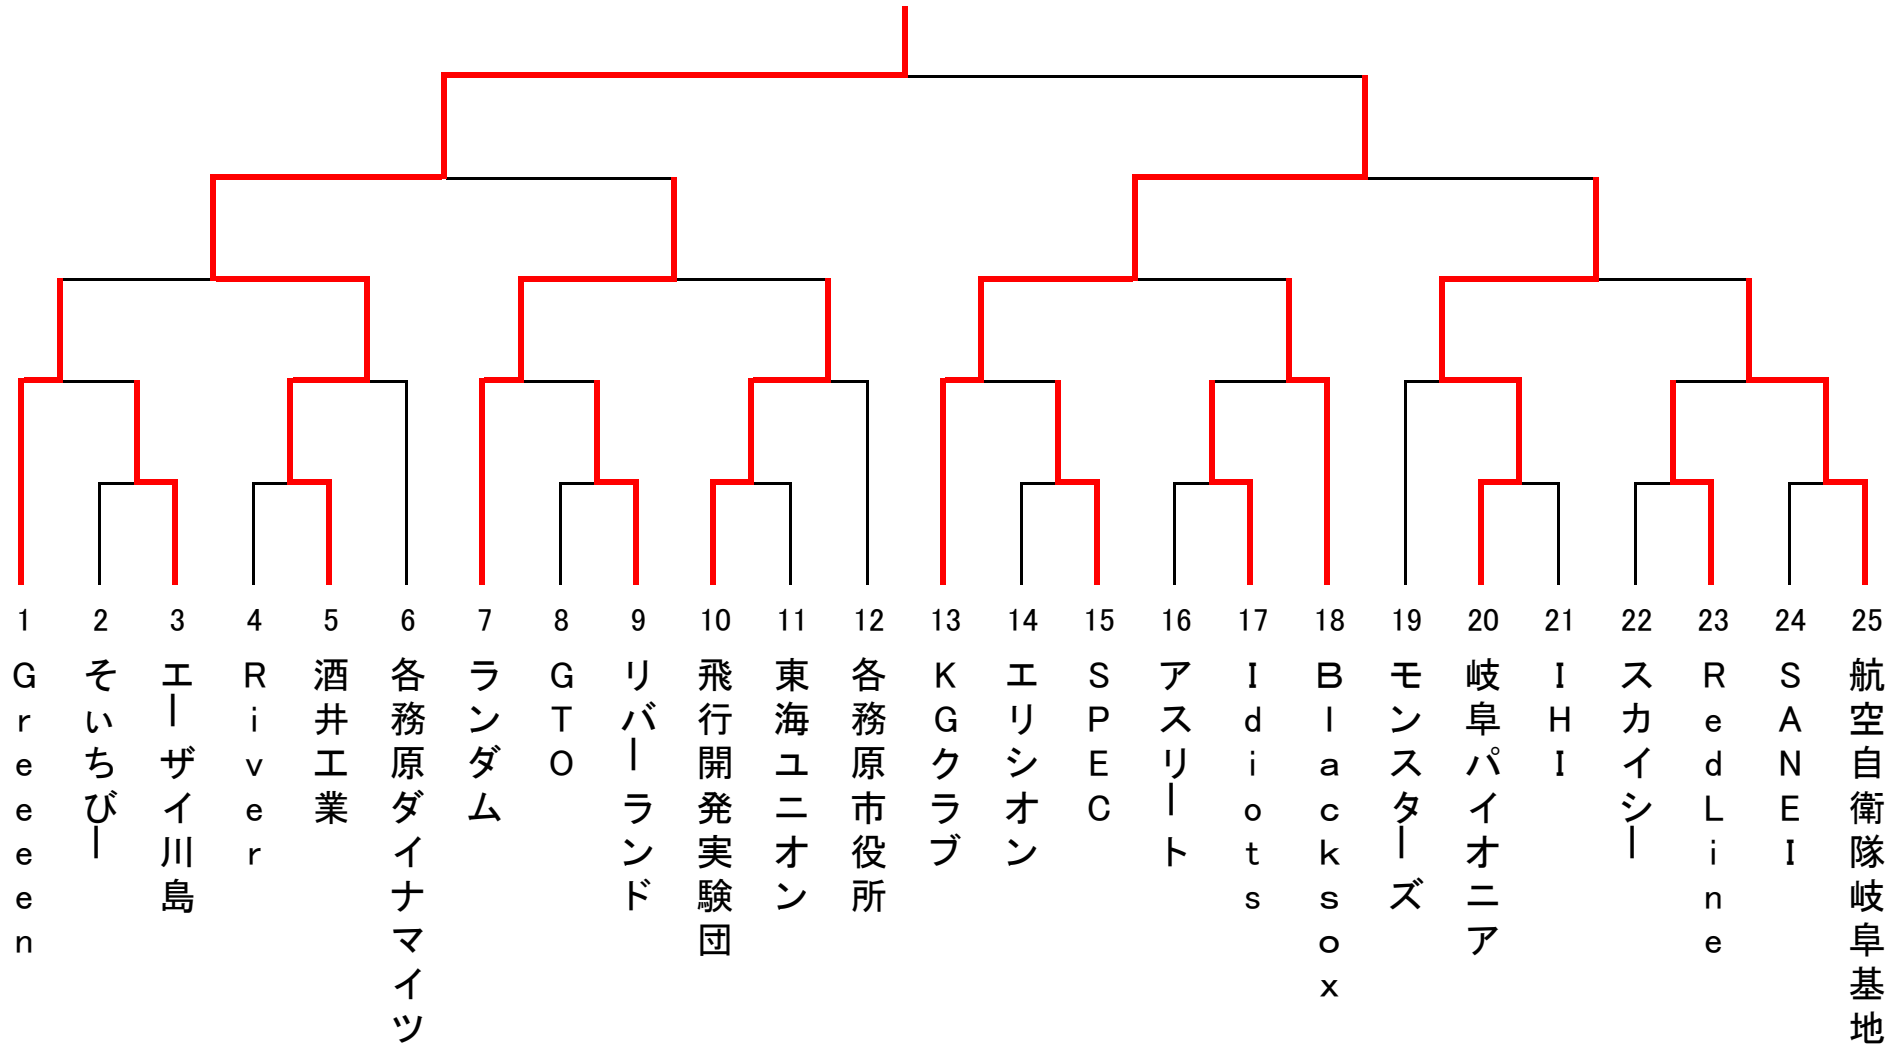 1 Greeeen
2 そぃちびー
3 エーザイ川島
4 River
5 酒井工業
6 各務原ダイナマイツ
7 ランダム
8 GTO
9 リバーランド
10 飛行開発実験団
11 東海ユニオン
12 各務原市役所
13 KGクラブ
14 エリシオン
15 SPEC
16 アスリート
17 Idiots
18 Blacksox
19 モンスターズ
20 岐阜パイオニア
21 IHI
22 スカイシー
23 RedLine
24 SANEI
25 航空自衛隊岐阜基地